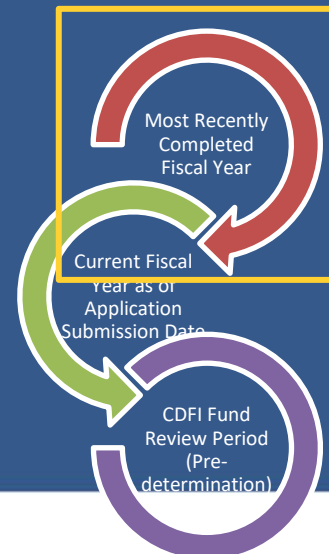 Most Recently
Completed
Fiscal Year
Current Fiscal
Year as of
Application
Submission Date
CDFI Fund
Review Period
(Pre-
determination)